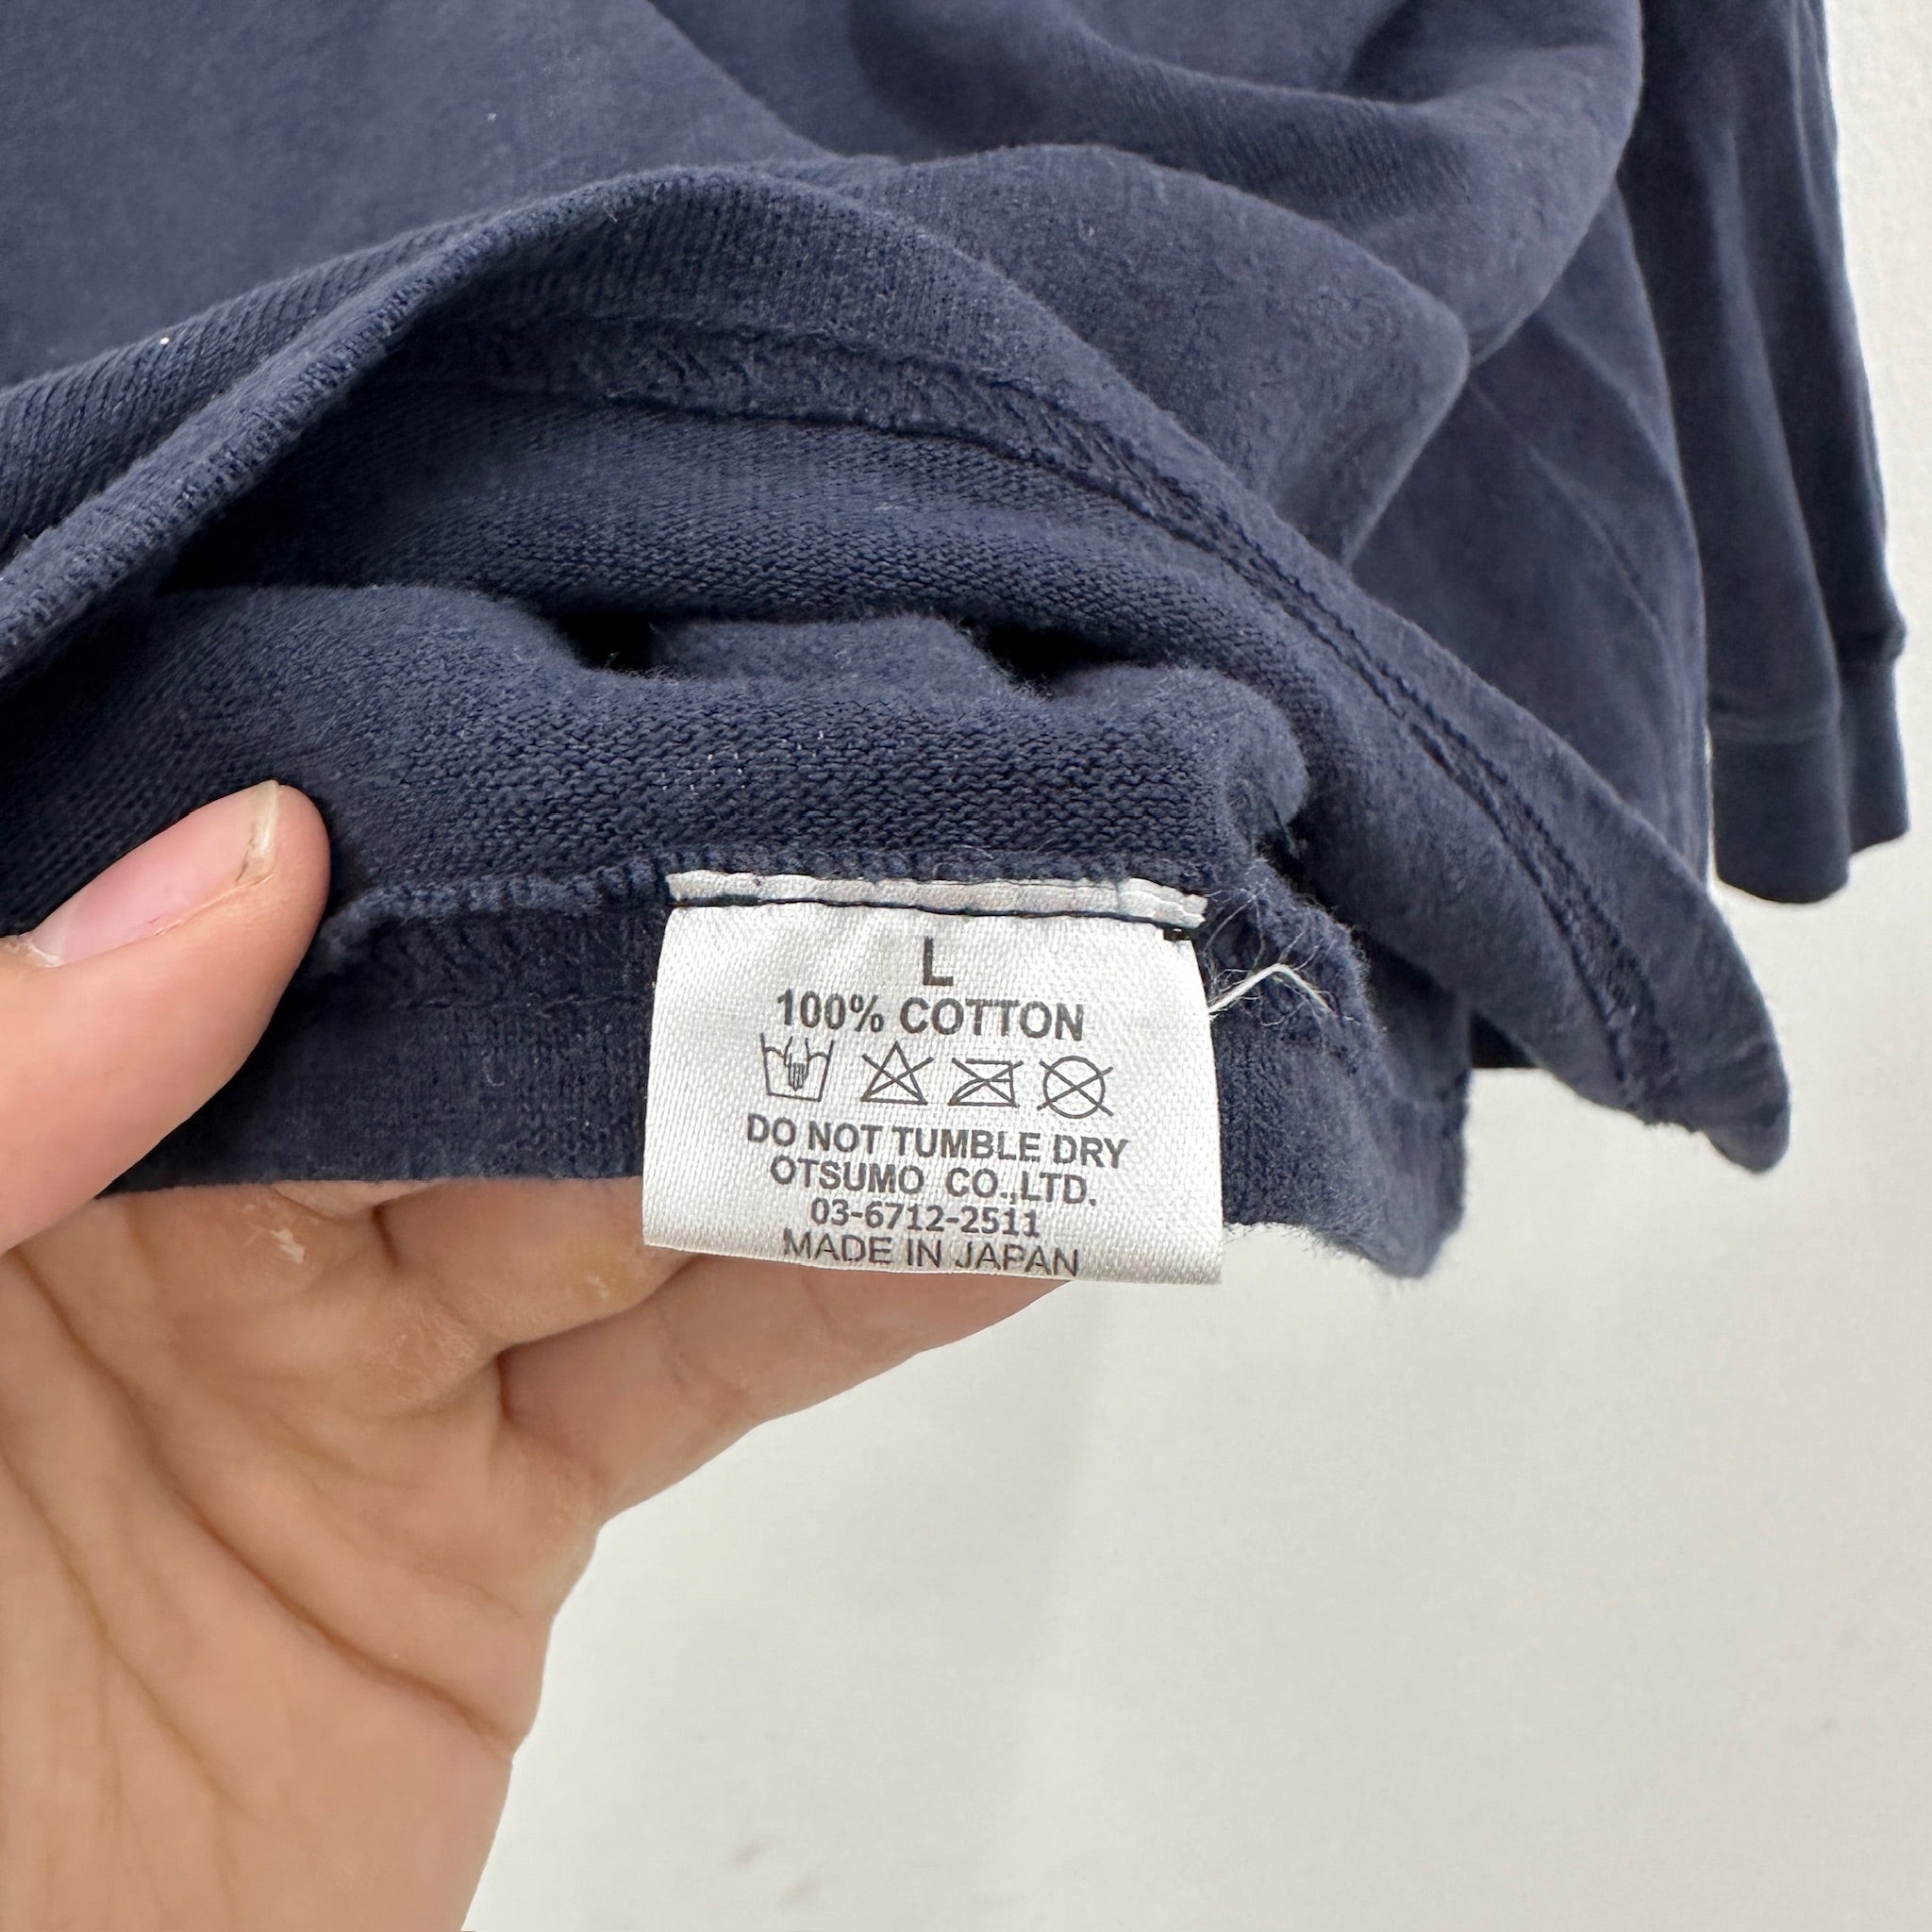 L
100% COTTON
DO NOT TUMBLE DRY
OTSUMO CO.,LTD.
03-6712-2511
MADE IN JAPAN